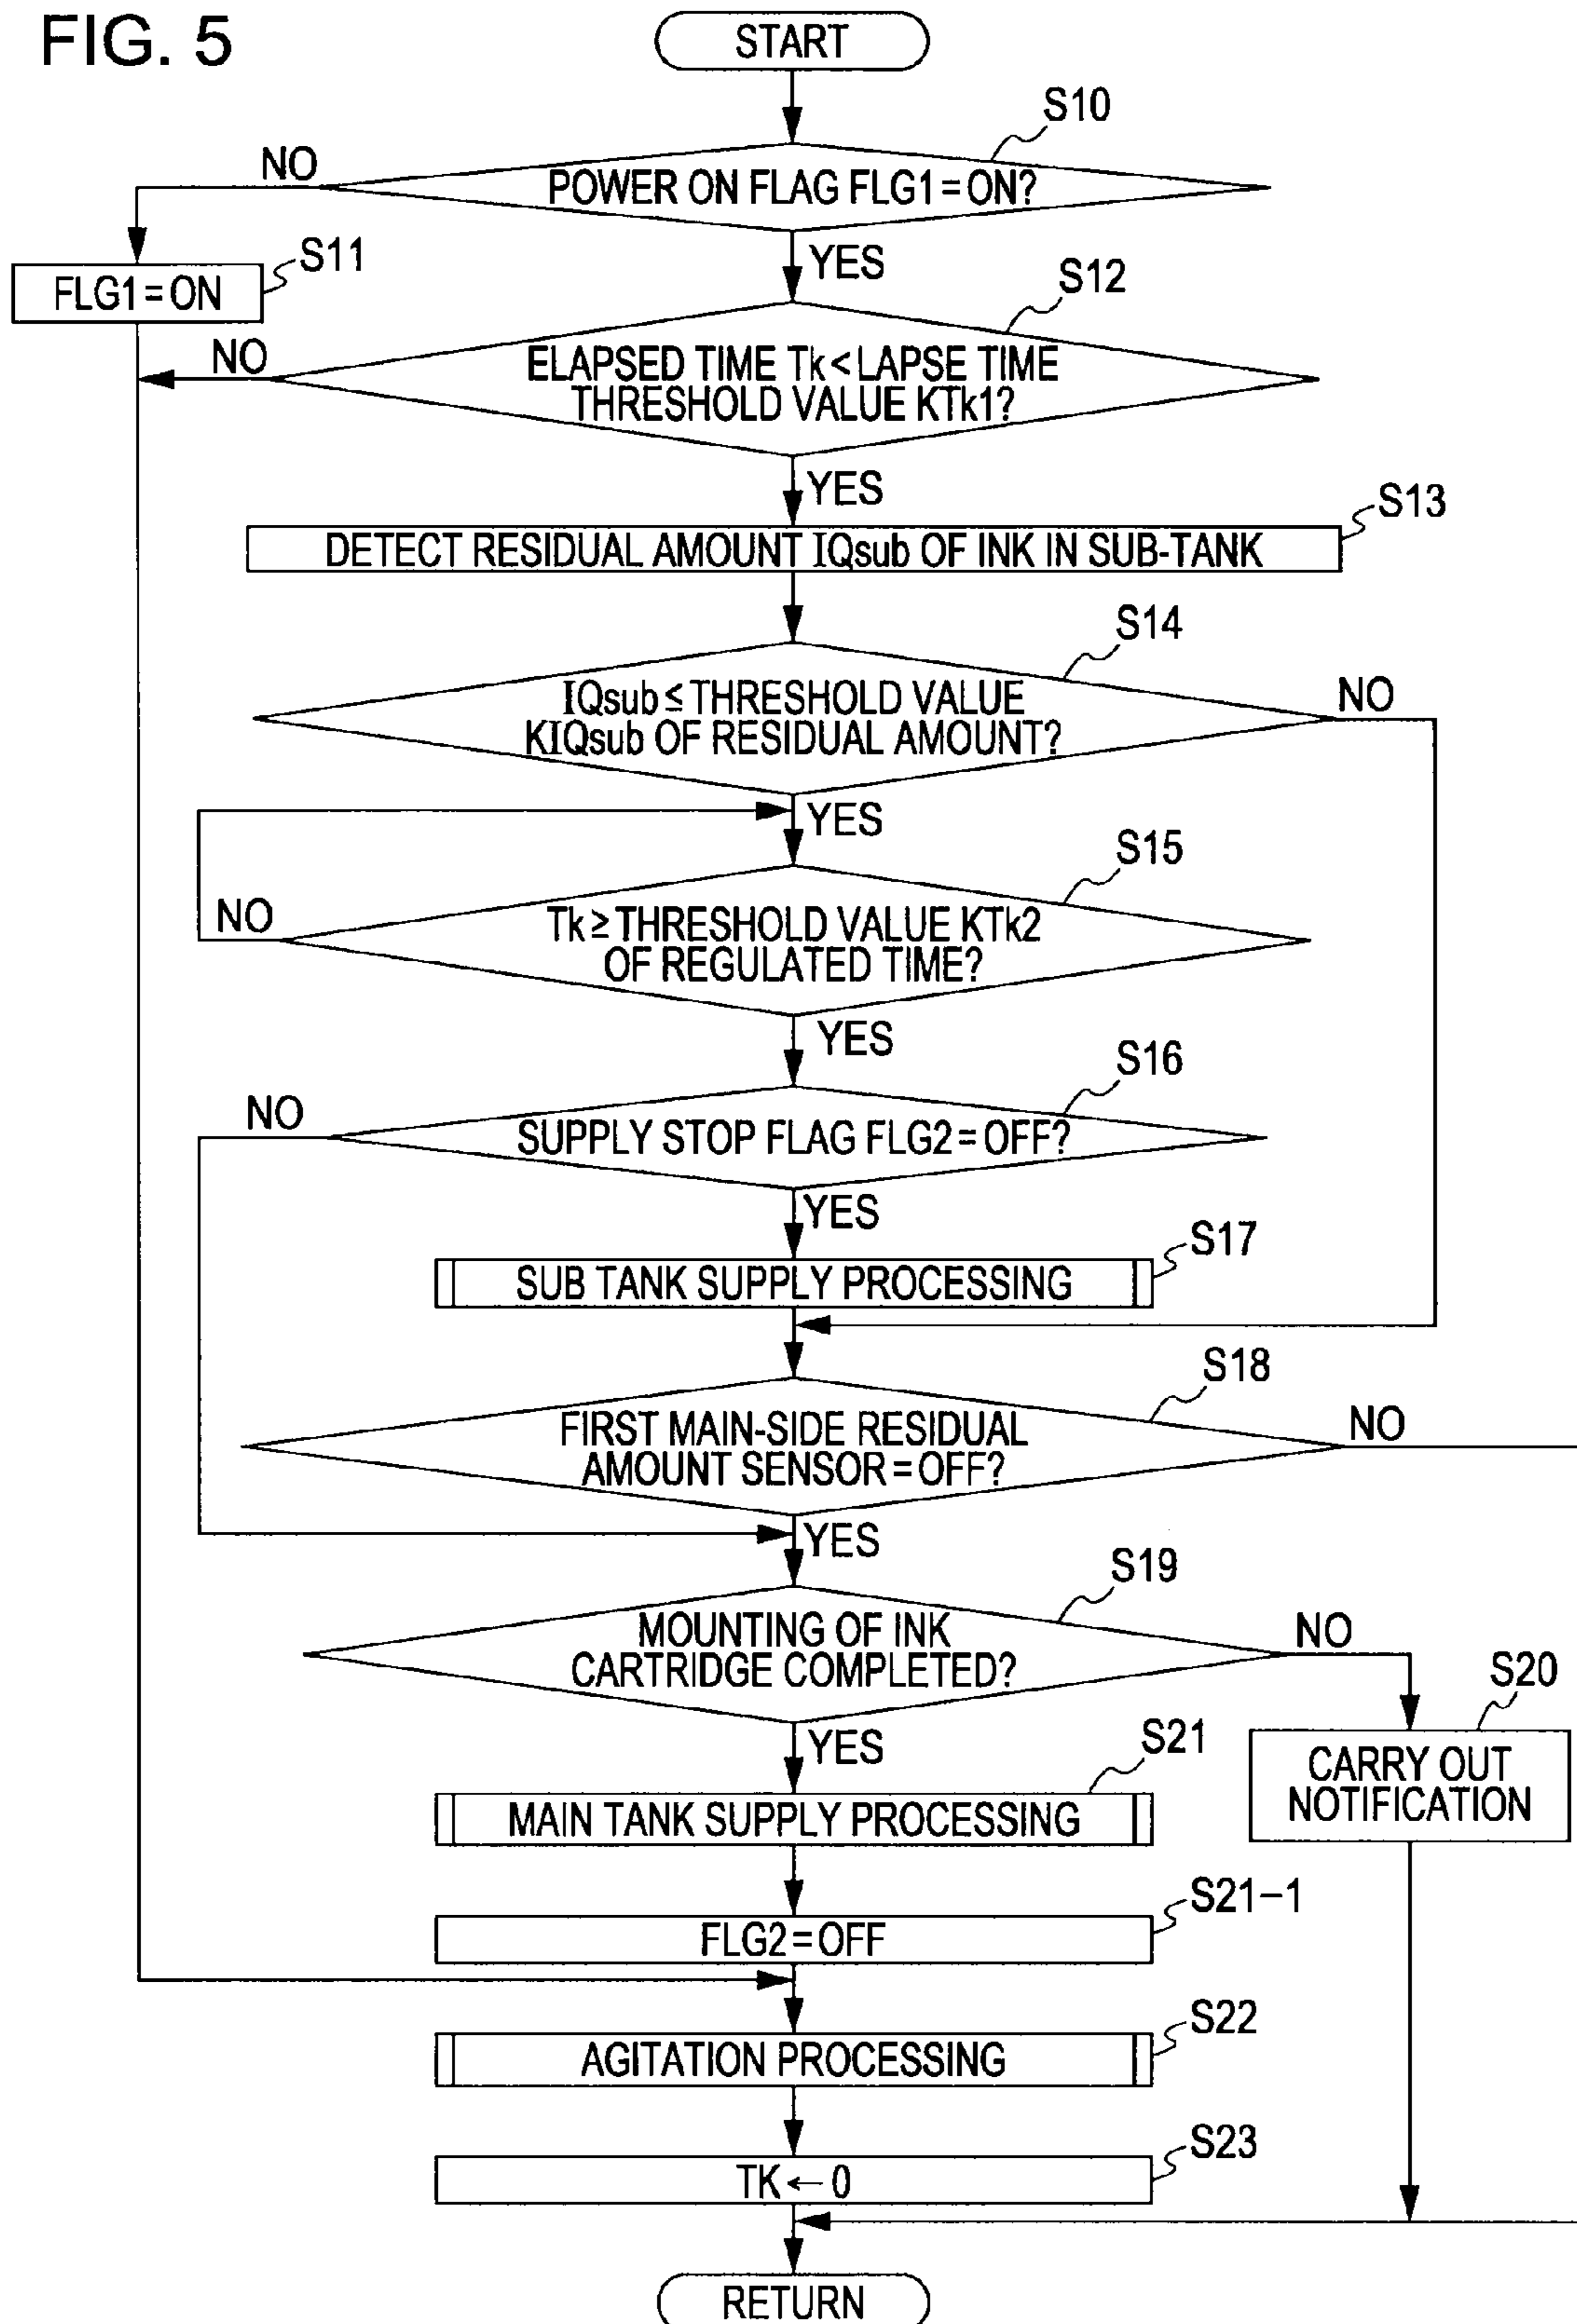 FIG. 5
START
S10
NO
POWER ON FLAG FLG1=ON?
YES
S11
FLG1=ON
S12
NO
ELAPSED TIME Tk<LAPSE TIME
THRESHOLD VALUE KTk1?
YES
S13
DETECT RESIDUAL AMOUNT IQsub OF INK IN SUB-TANK
S14
IQsub≤THRESHOLD VALUE
KIQsub OF RESIDUAL AMOUNT?
NO
YES
S15
NO
Tk≥THRESHOLD VALUE KTk2
OF REGULATED TIME?
YES
S16
NO
SUPPLY STOP FLAG FLG2=OFF?
YES
S17
SUB TANK SUPPLY PROCESSING
S18
FIRST MAIN-SIDE RESIDUAL
AMOUNT SENSOR=OFF?
NO
YES
S19
MOUNTING OF INK
CARTRIDGE COMPLETED?
NO
S20
CARRY OUT
NOTIFICATION
YES
S21
MAIN TANK SUPPLY PROCESSING
S21-1
FLG2=OFF
S22
AGITATION PROCESSING
S23
TK←0
RETURN